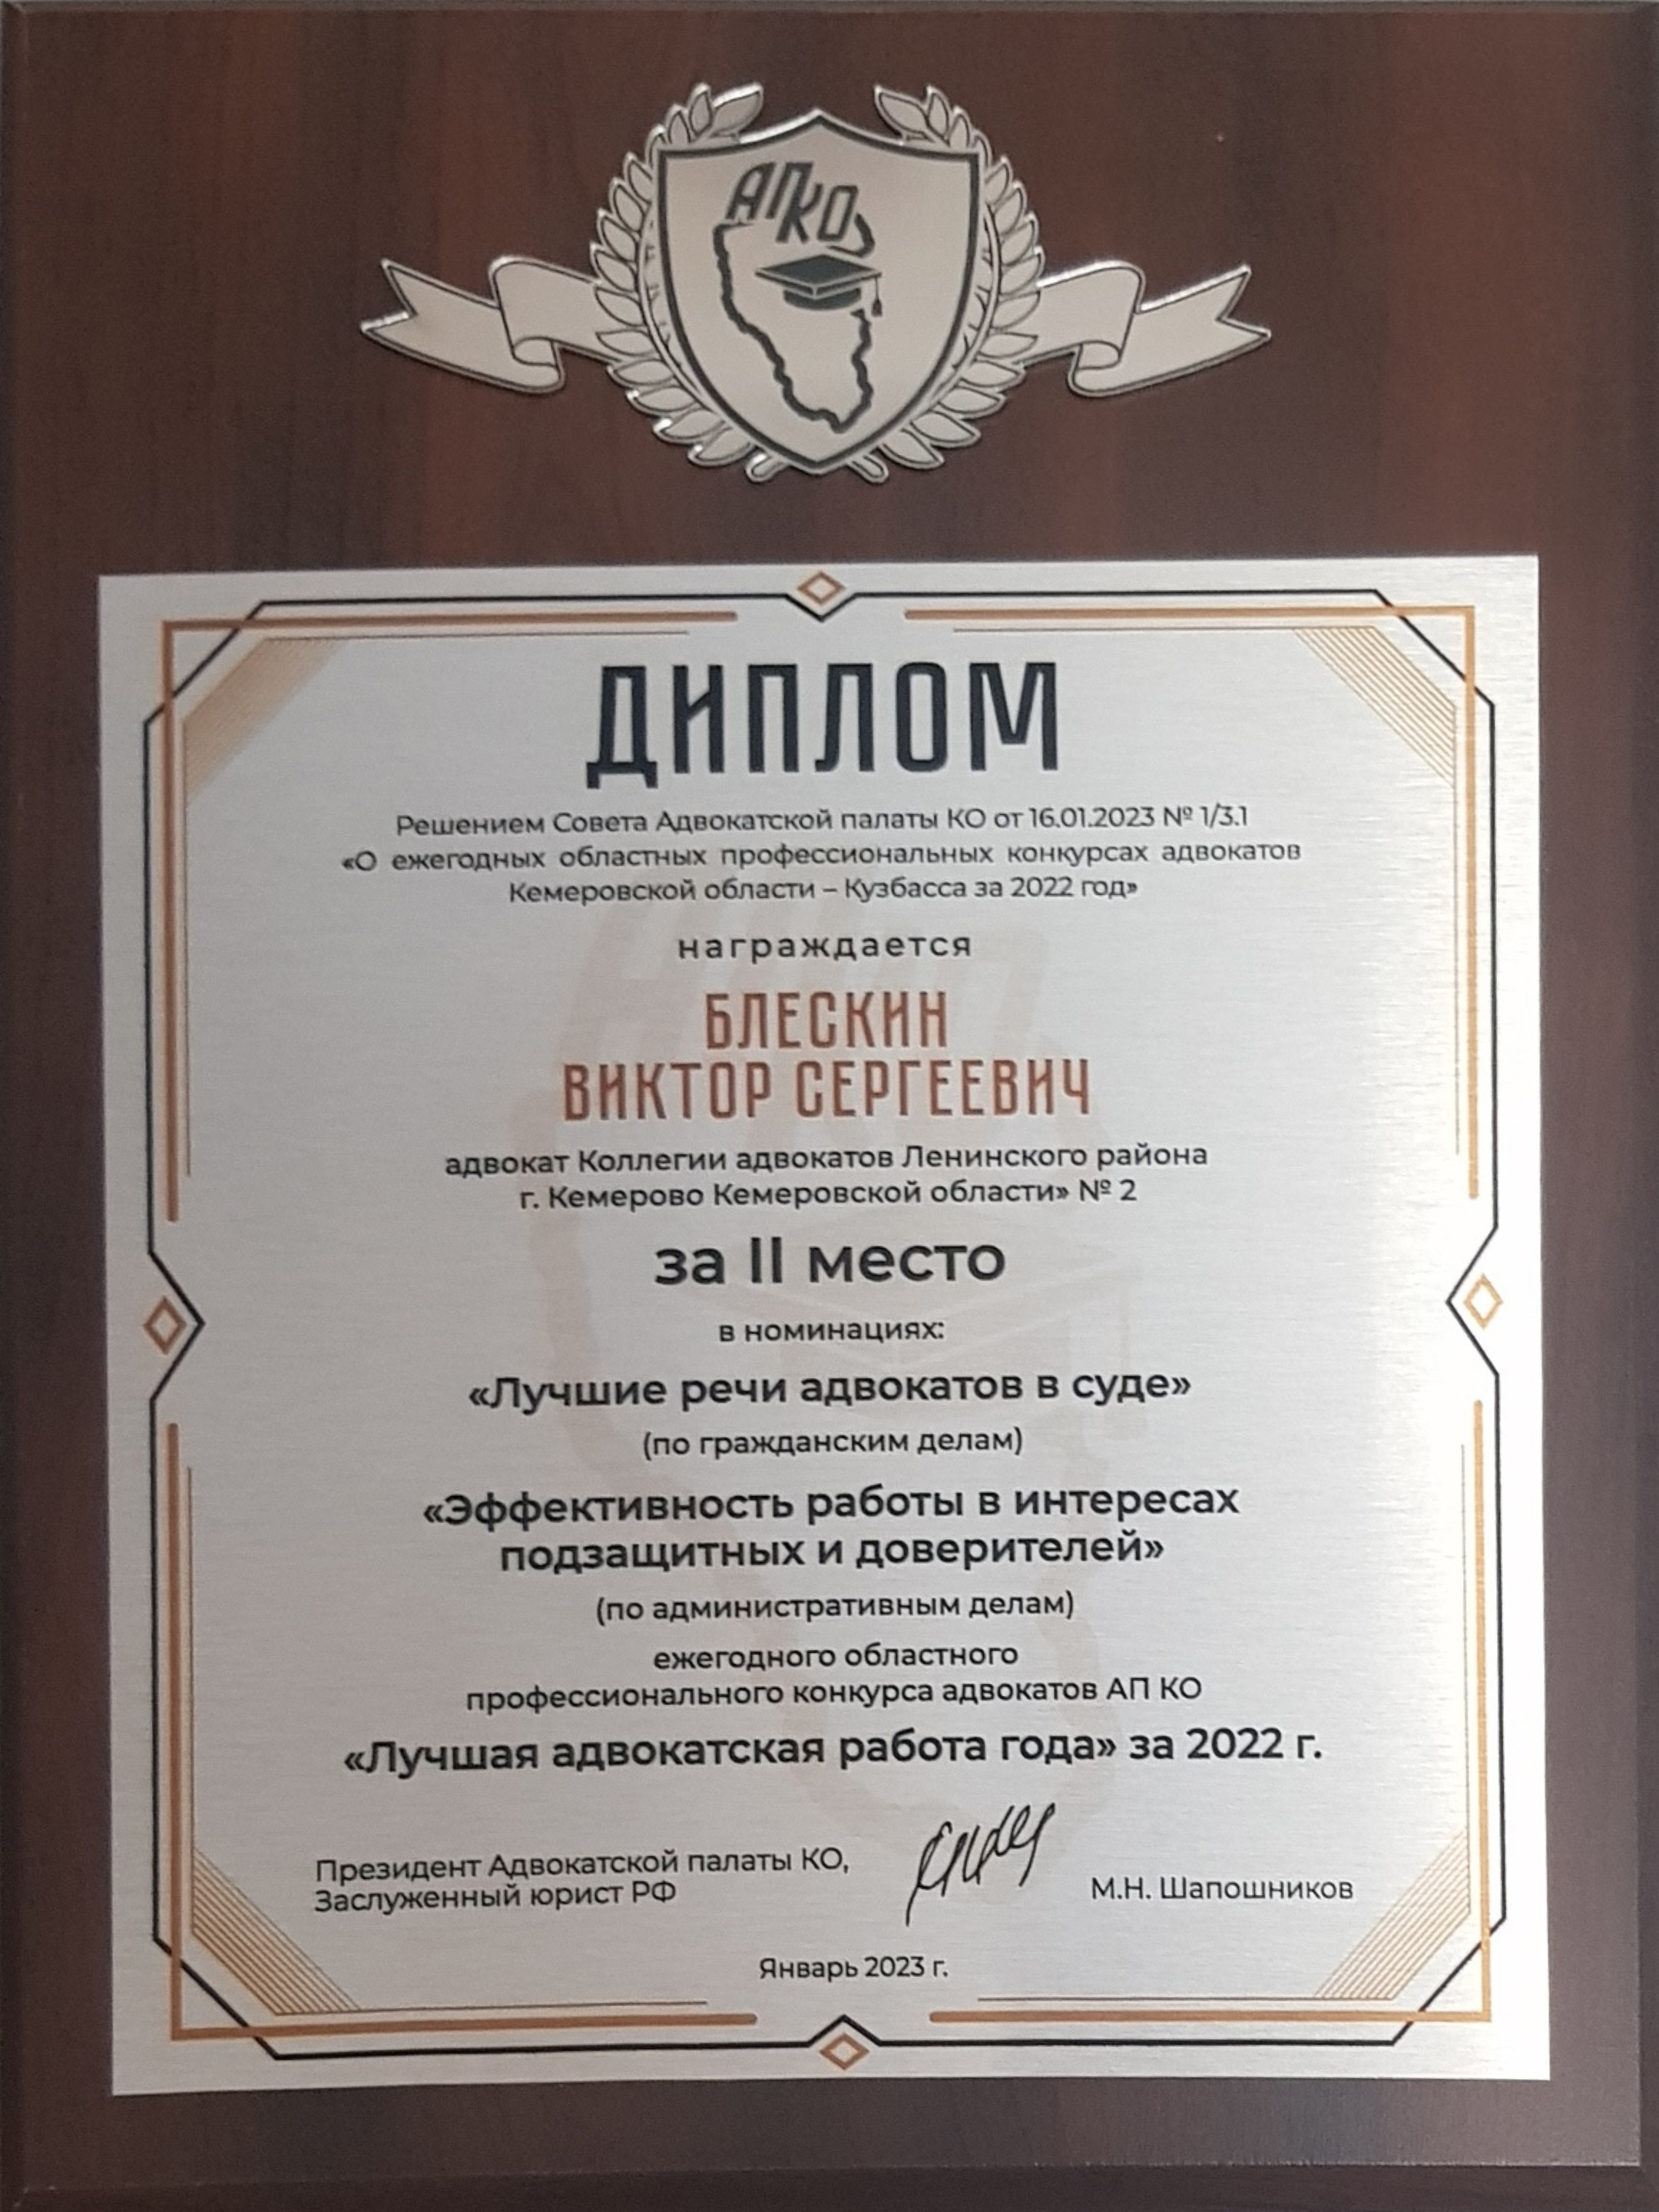 АПКО
ДИПЛОМ
Решением Совета Адвокатской палаты КО от 16.01.2023 № 1/3.1
«О ежегодных областных профессиональных конкурсах адвокатов
Кемеровской области – Кузбасса за 2022 год»
награждается
БЛЕСКИН
ВИКТОР СЕРГЕЕВИЧ
адвокат Коллегии адвокатов Ленинского района
г. Кемерово Кемеровской области» № 2
за II место
в номинациях:
«Лучшие речи адвокатов в суде»
(по гражданским делам)
«Эффективность работы в интересах
подзащитных и доверителей»
(по административным делам)
ежегодного областного
профессионального конкурса адвокатов АП КО
«Лучшая адвокатская работа года» за 2022 г.
Президент Адвокатской палаты КО,
Заслуженный юрист РФ
М.Н. Шапошников
Январь 2023 г.